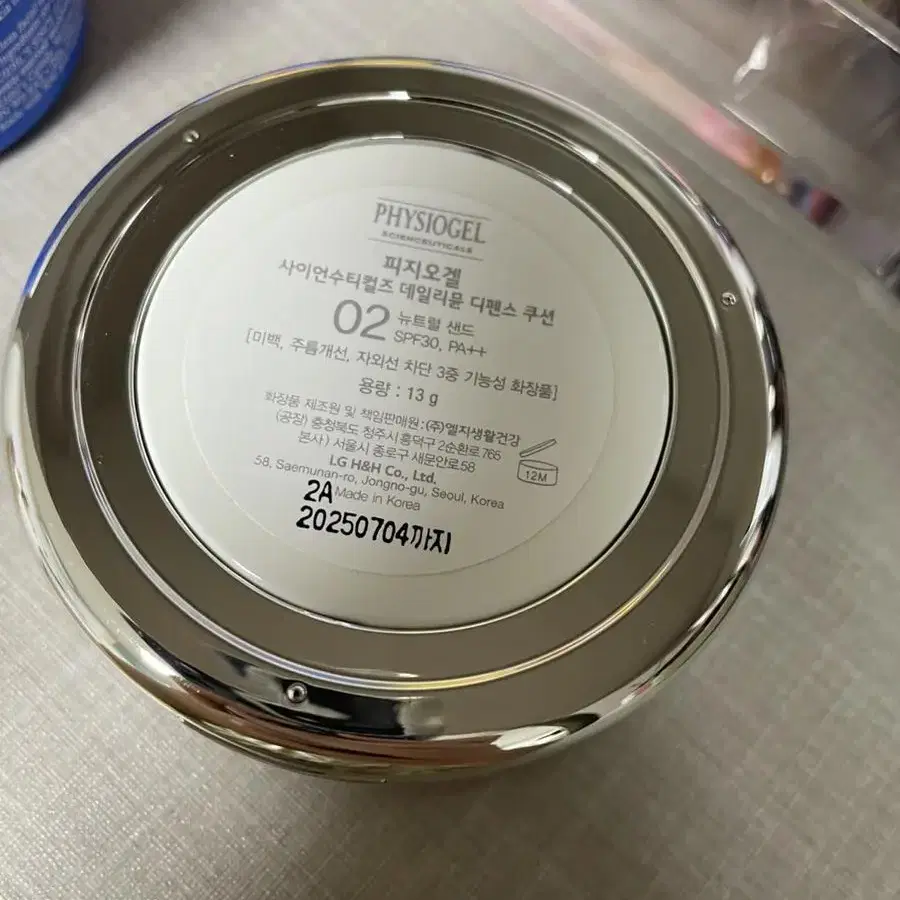 PHYSIOGEL
SCIENCEUTICALS
피지오겔
사이언수티컬즈 데일리뮨 디펜스 쿠션
02 뉴트럴 샌드
SPF30, PA++
[미백, 주름개선, 자외선 차단 3중 기능성 화장품]
용량 : 13 g
화장품 제조원 및 책임판매원 : (주)엘지생활건강
(공장) 충청북도 청주시 흥덕구 2순환로 765
본사) 서울시 종로구 새문안로 58
LG H&H Co., Ltd.
58, Saemunan-ro, Jongno-gu, Seoul, Korea
Made in Korea
12M
2A
20250704까지